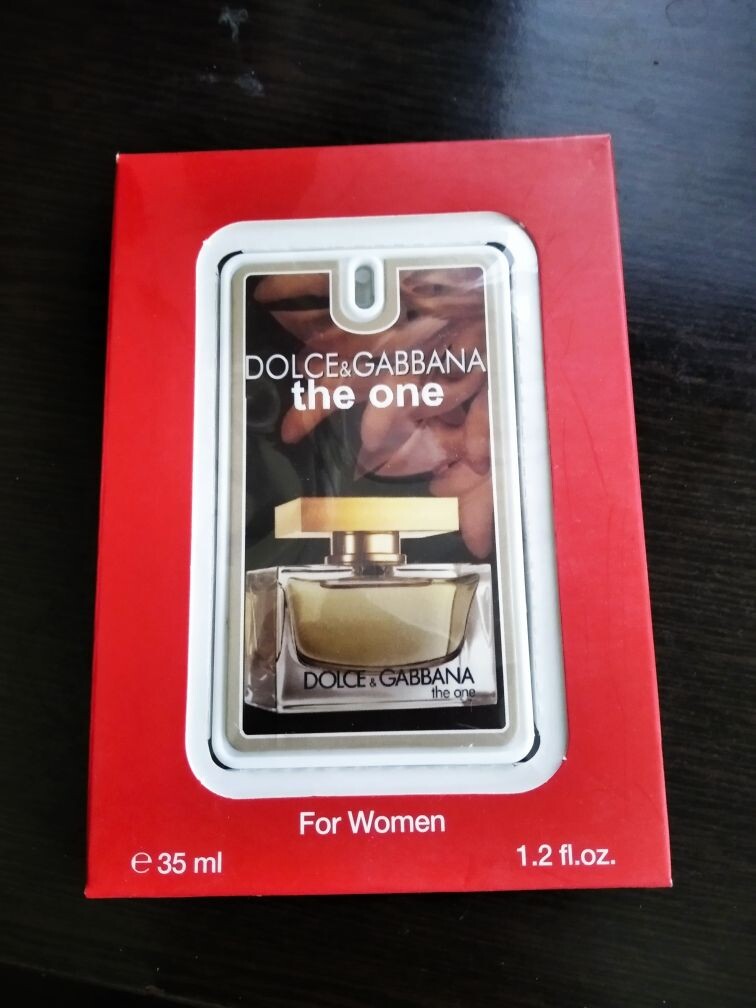 DOLCE&GABBANA
the one
DOLCE & GABBANA
the one
For Women
℮ 35 ml
1.2 fl.oz.